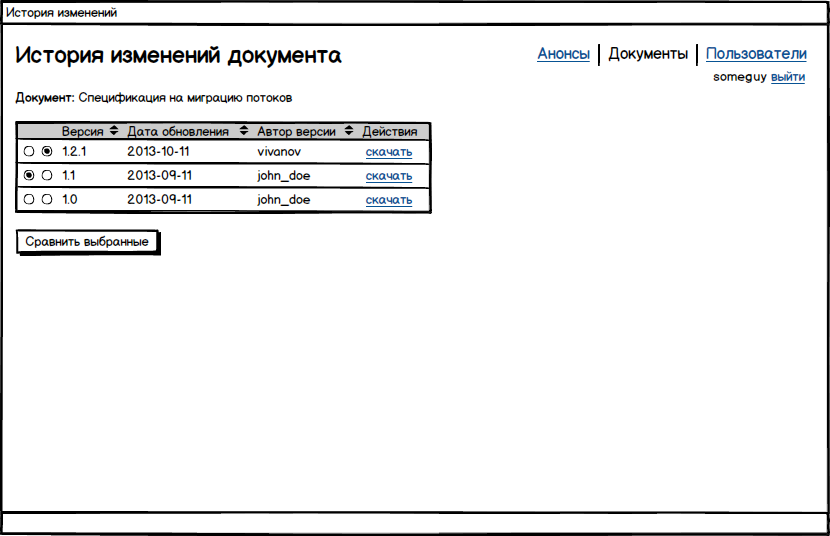 История изменений
История изменений документа
Анонсы Документы Пользователи
someguy выйти
Документ: Спецификация на миграцию потоков
Версия Дата обновления Автор версии Действия
1.2.1 2013-10-11 vivanov скачать
1.1 2013-09-11 john_doe скачать
1.0 2013-09-11 john_doe скачать
Сравнить выбранные